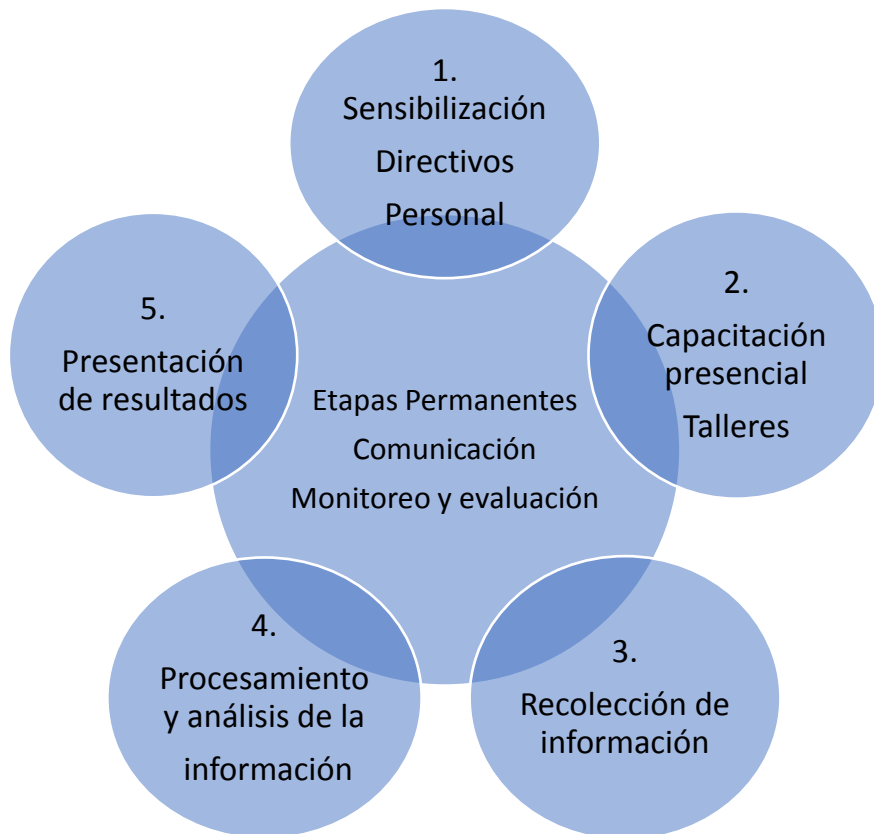 1.
Sensibilización
Directivos
Personal
2.
Capacitación
presencial
Talleres
3.
Recolección de
información
4.
Procesamiento
y análisis de la
información
5.
Presentación
de resultados
Etapas Permanentes
Comunicación
Monitoreo y evaluación